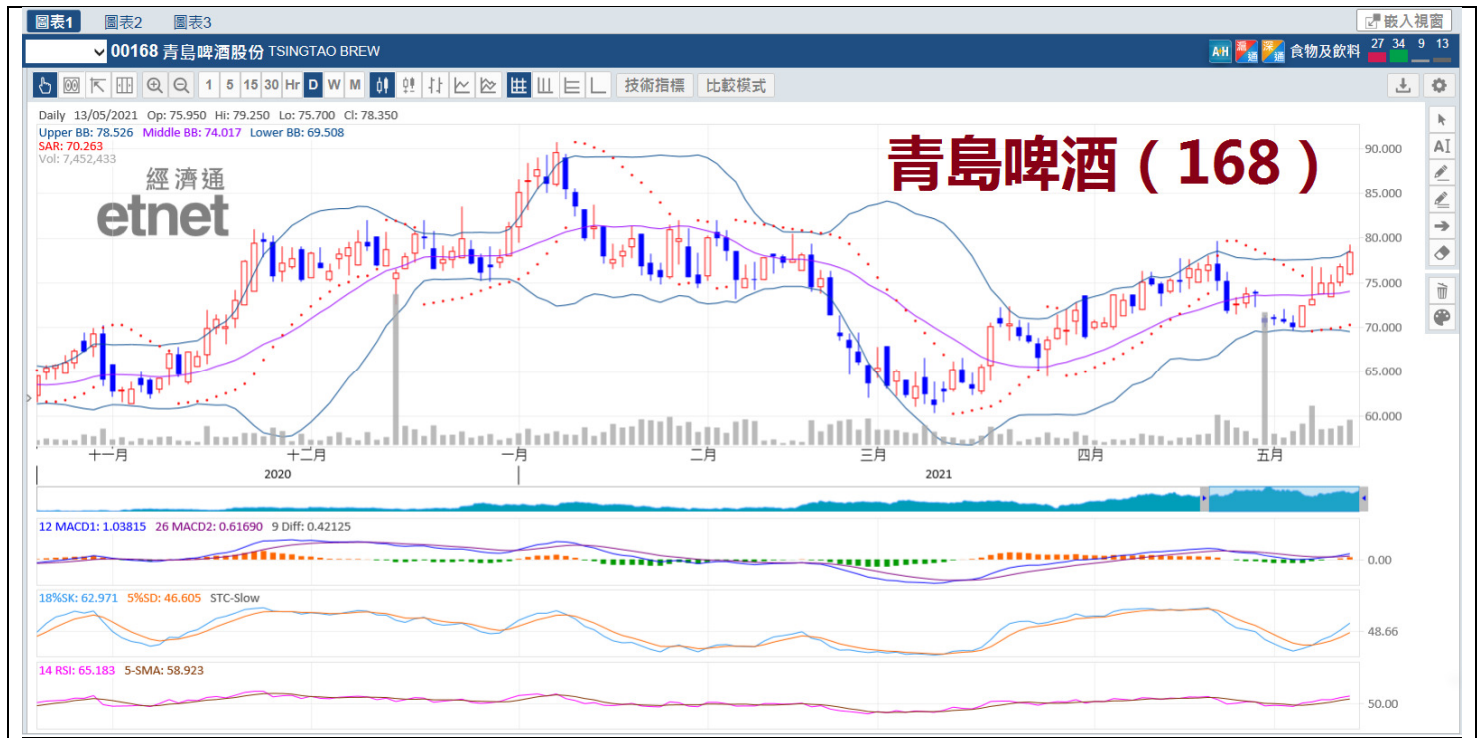 圖表1 圖表2 圖表3 嵌入視窗
00168 青島啤酒股份 TSINGTAO BREW A+H 滬通 深通 食物及飲料 27 34 9 13
1 5 15 30 Hr D W M 技術指標 比較模式
Daily 13/05/2021 Op: 75.950 Hi: 79.250 Lo: 75.700 Cl: 78.350
Upper BB: 78.526 Middle BB: 74.017 Lower BB: 69.508
SAR: 70.263
Vol: 7,452,433
經濟通
etnet
青島啤酒（168）
AI
90.000
85.000
80.000
75.000
70.000
65.000
60.000
十一月 十二月 一月 二月 三月 四月 五月
2020 2021
12 MACD1: 1.03815 26 MACD2: 0.61690 9 Diff: 0.42125
0.00
18%SK: 62.971 5%SD: 46.605 STC-Slow
48.66
14 RSI: 65.183 5-SMA: 58.923
50.00